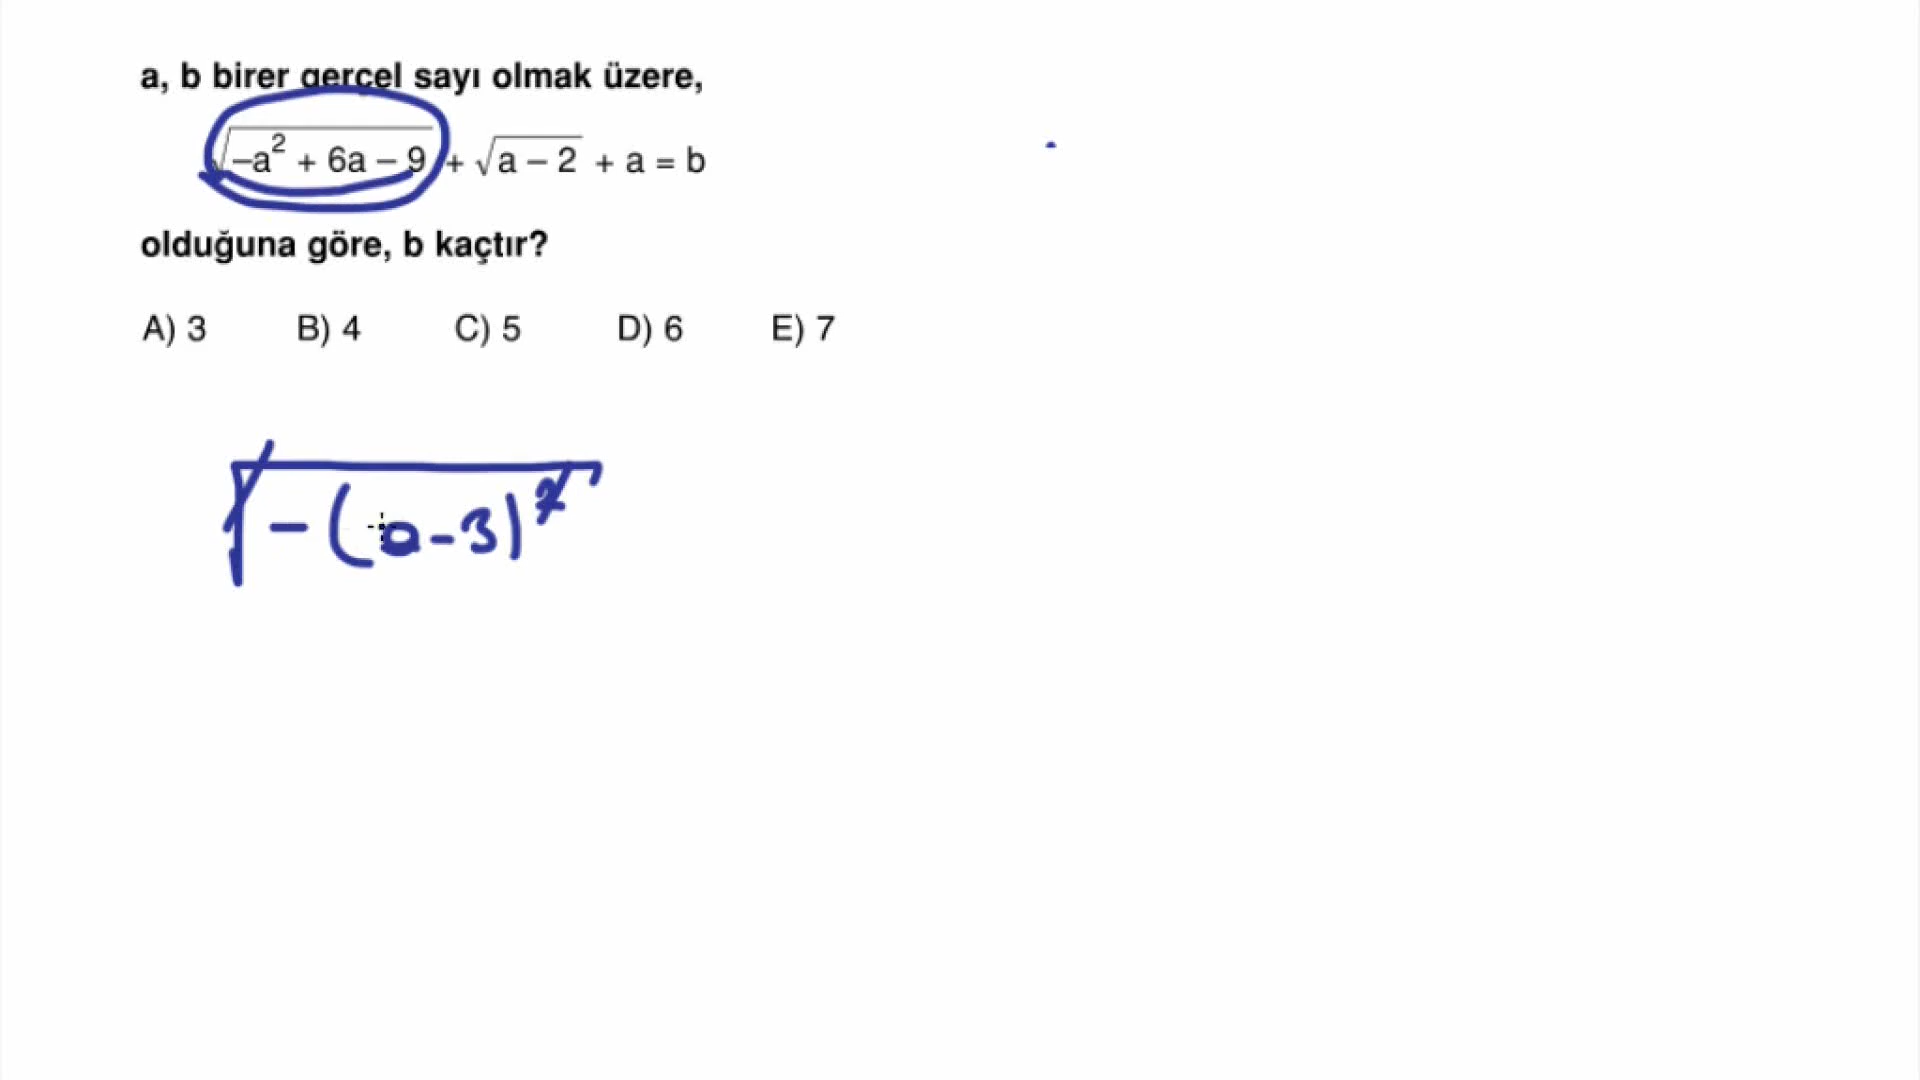 a, b birer gerçel sayı olmak üzere,
√(–a² + 6a – 9) + √(a – 2) + a = b
olduğuna göre, b kaçtır?
A) 3 B) 4 C) 5 D) 6 E) 7
√(-(a-3)²)